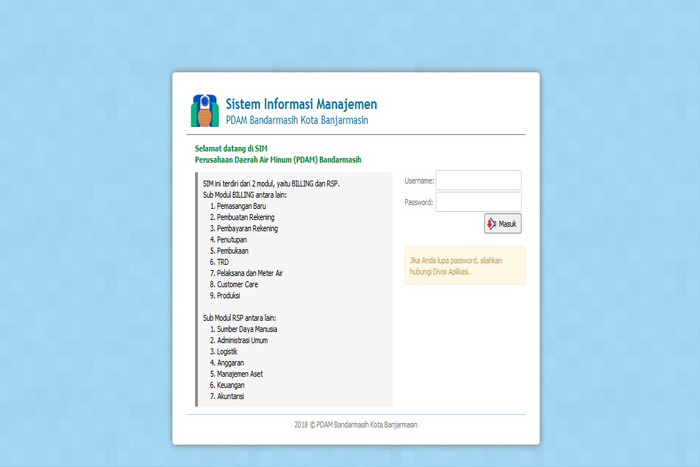 Sistem Informasi Manajemen
PDAM Bandarmasih Kota Banjarmasin
Selamat datang di SIM
Perusahaan Daerah Air Minum (PDAM) Bandarmasih
SIM ini terdiri dari 2 modul, yaitu BILLING dan RSP.
Sub Modul BILLING antara lain:
1. Pemasangan Baru
2. Pembuatan Rekening
3. Pembayaran Rekening
4. Penutupan
5. Pembukaan
6. TRD
7. Pelaksana dan Meter Air
8. Customer Care
9. Produksi
Sub Modul RSP antara lain:
1. Sumber Daya Manusia
2. Administrasi Umum
3. Logistik
4. Anggaran
5. Manajemen Aset
6. Keuangan
7. Akuntansi
Username:
Password:
Masuk
Jika Anda lupa password, silahkan
hubungi Divisi Aplikasi.
2018 © PDAM Bandarmasih Kota Banjarmasin